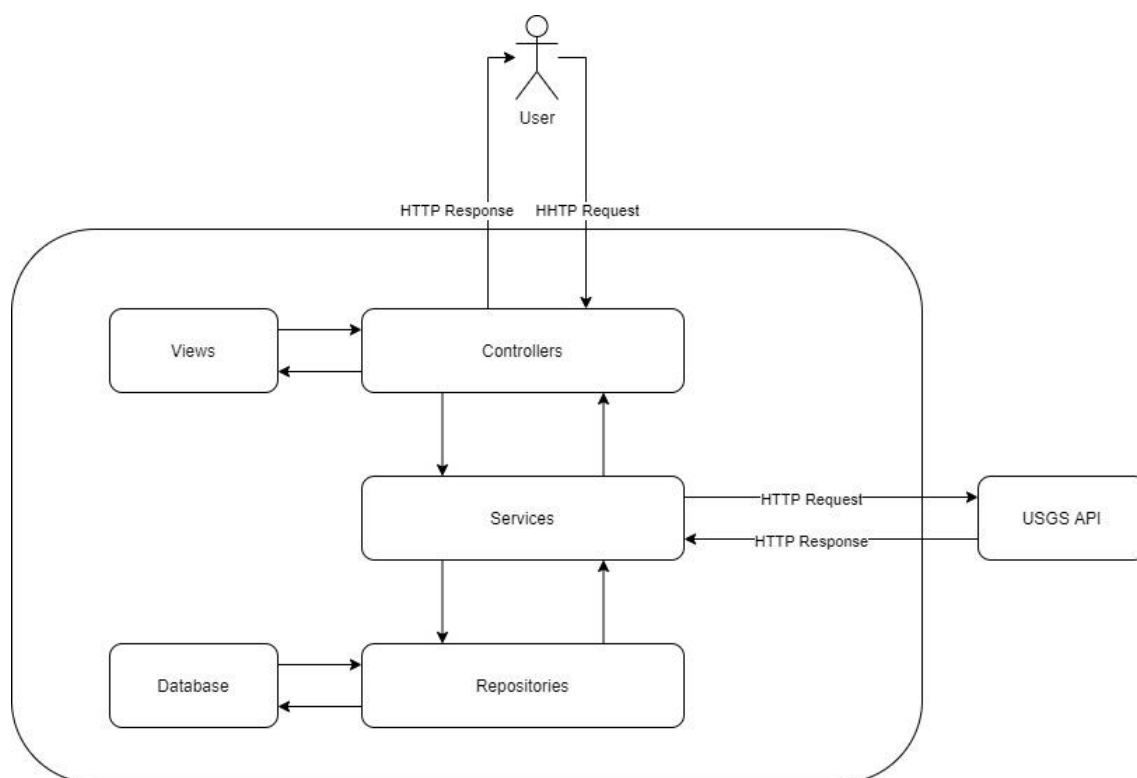 User
HTTP Response
HHTP Request
Views
Controllers
Services
HTTP Request
HTTP Response
USGS API
Database
Repositories